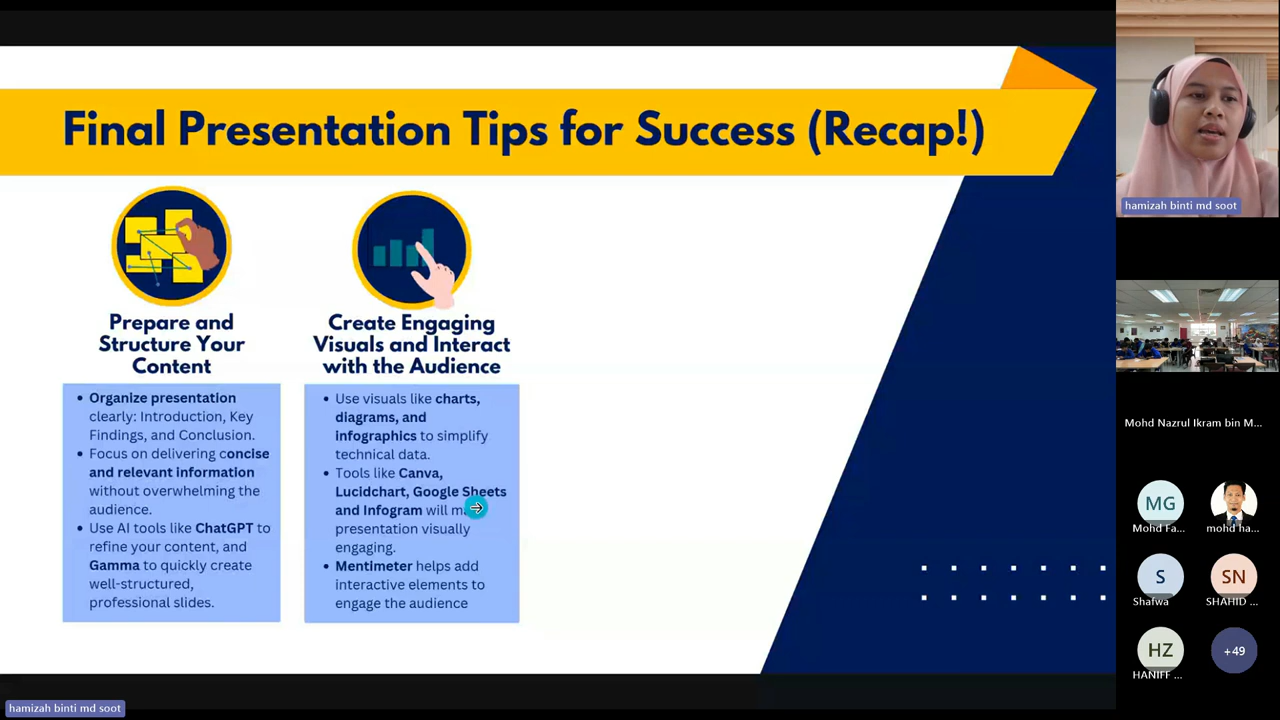 Final Presentation Tips for Success (Recap!)
Prepare and
Structure Your
Content
• Organize presentation
clearly: Introduction, Key
Findings, and Conclusion.
• Focus on delivering concise
and relevant information
without overwhelming the
audience.
• Use AI tools like ChatGPT to
refine your content, and
Gamma to quickly create
well-structured,
professional slides.
Create Engaging
Visuals and Interact
with the Audience
• Use visuals like charts,
diagrams, and
infographics to simplify
technical data.
• Tools like Canva,
Lucidchart, Google Sheets
and Infogram will
presentation visually
engaging.
• Mentimeter helps add
interactive elements to
engage the audience
hamizah binti md soot
Mohd Nazrul Ikram bin M...
MG
Mohd Fa...
mohd ha...
S
Shafwa
SN
SHAHID ...
HZ
HANIFF ...
+49
hamizah binti md soot